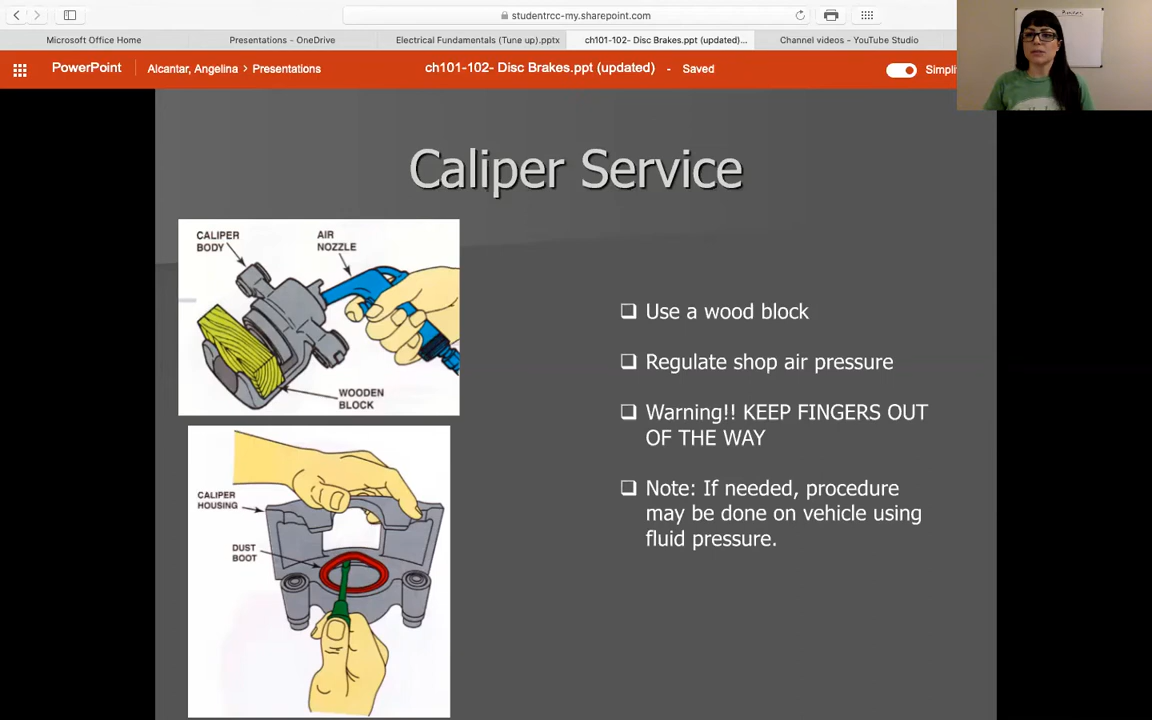 studentrcc-my.sharepoint.com
Microsoft Office Home
Presentations - OneDrive
Electrical Fundamentals (Tune up).pptx
ch101-102- Disc Brakes.ppt (updated)...
Channel videos - YouTube Studio
PowerPoint
Alcantar, Angelina > Presentations
ch101-102- Disc Brakes.ppt (updated) - Saved
Simplif
Caliper Service
CALIPER
BODY
AIR
NOZZLE
WOODEN
BLOCK
CALIPER
HOUSING
DUST
BOOT
Use a wood block
Regulate shop air pressure
Warning!! KEEP FINGERS OUT
OF THE WAY
Note: If needed, procedure
may be done on vehicle using
fluid pressure.